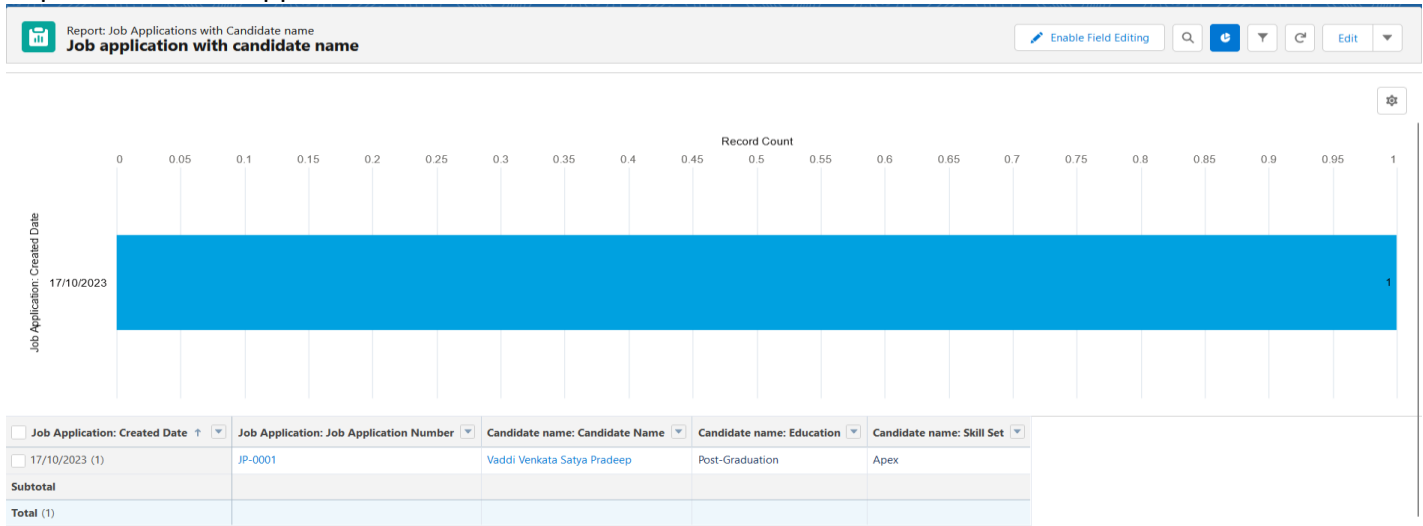 Report: Job Applications with Candidate name
Job application with candidate name
Enable Field Editing
Edit
Record Count
0 0.05 0.1 0.15 0.2 0.25 0.3 0.35 0.4 0.45 0.5 0.55 0.6 0.65 0.7 0.75 0.8 0.85 0.9 0.95 1
Job Application: Created Date
17/10/2023
1
Job Application: Created Date ↑ Job Application: Job Application Number Candidate name: Candidate Name Candidate name: Education Candidate name: Skill Set
17/10/2023 (1) JP-0001 Vaddi Venkata Satya Pradeep Post-Graduation Apex
Subtotal
Total (1)